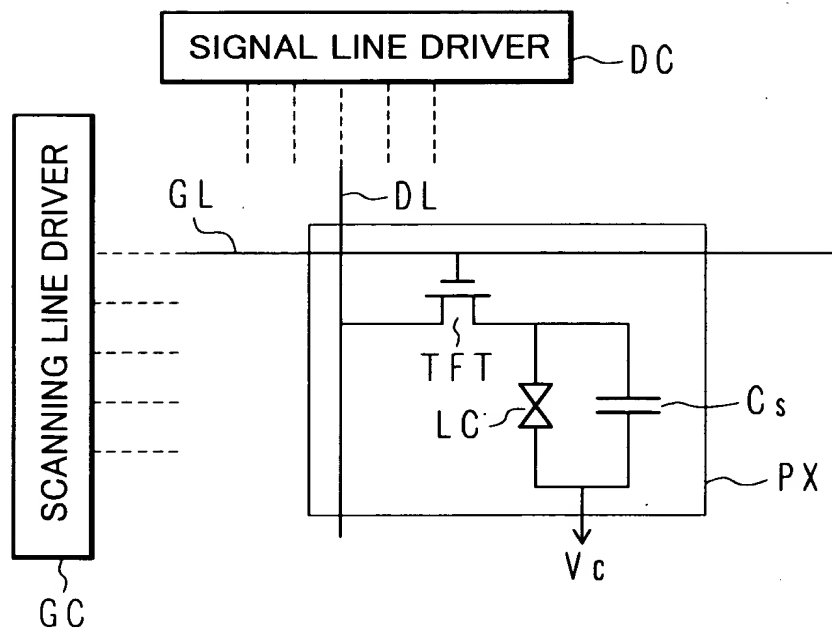 SIGNAL LINE DRIVER
DC
SCANNING LINE DRIVER
GL
DL
TFT
LC
Cs
PX
Vc
GC